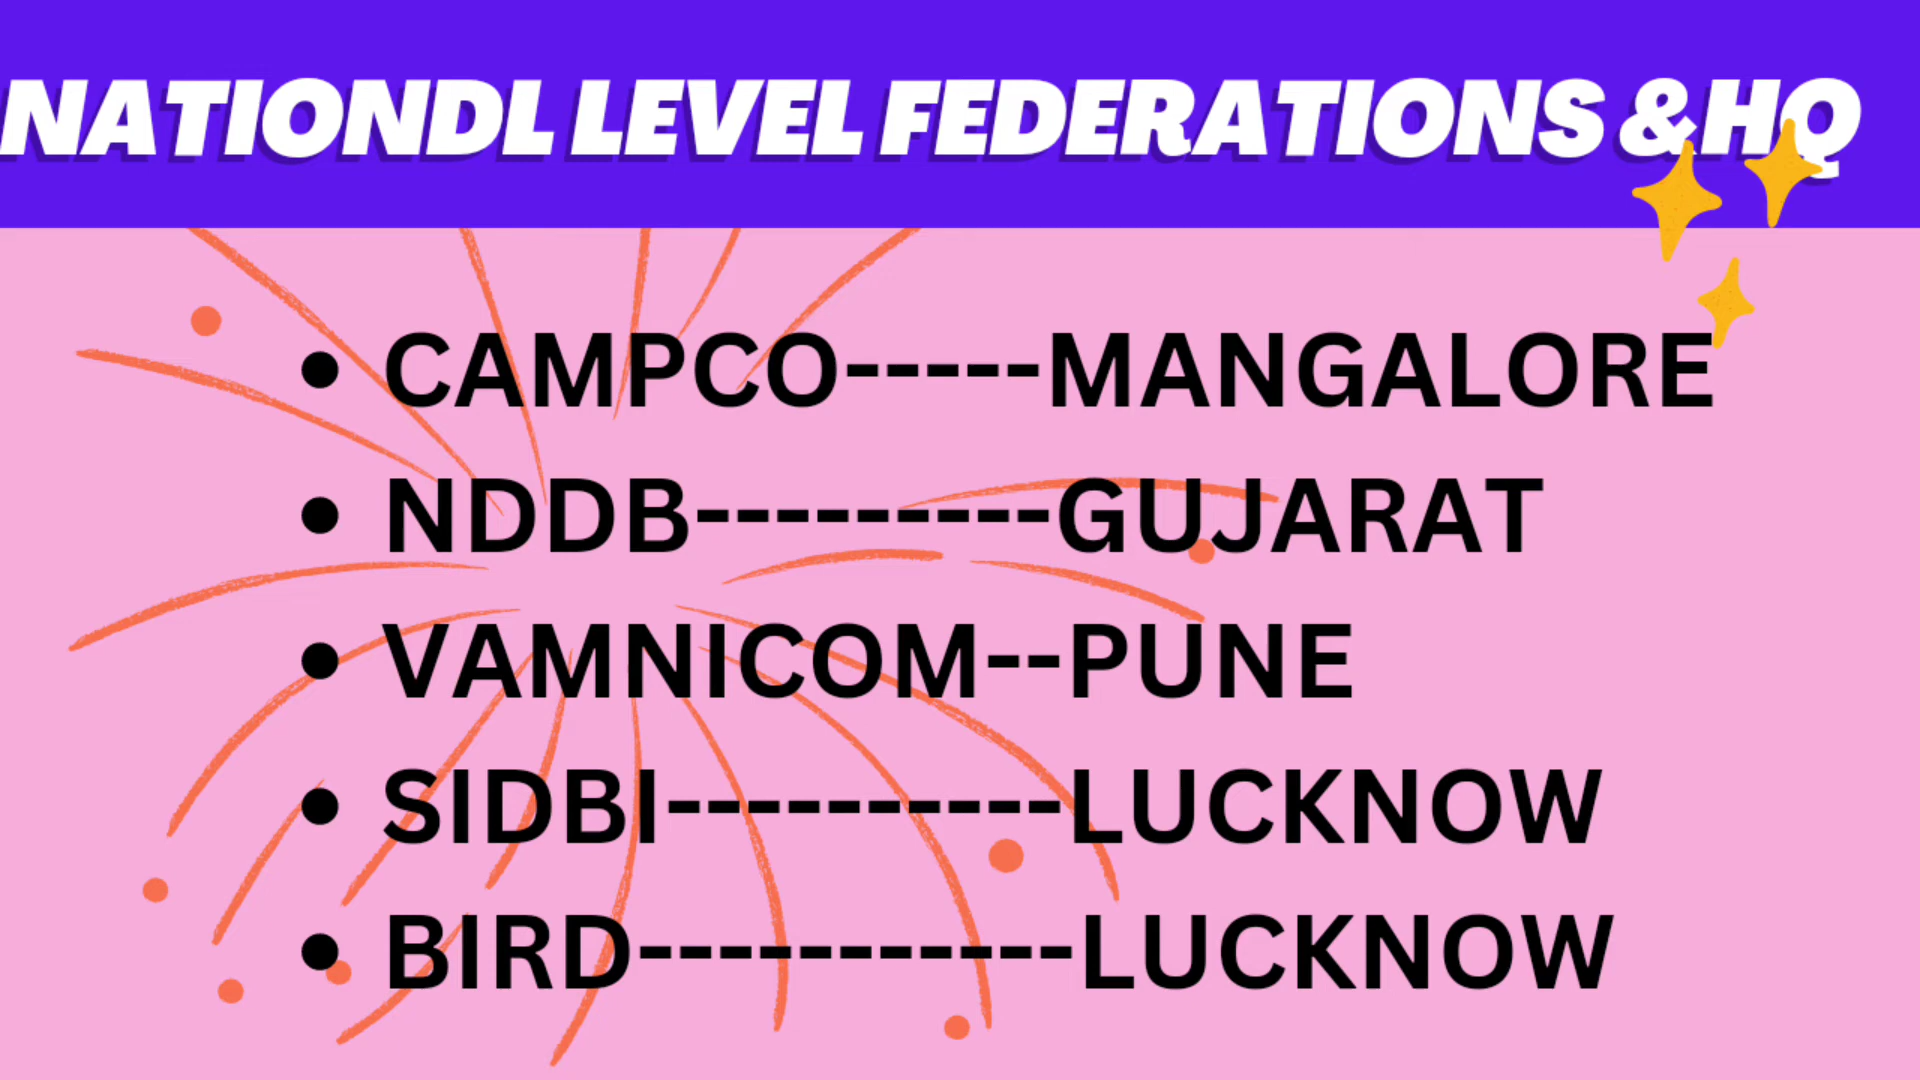 NATIONDL LEVEL FEDERATIONS &HQ
• CAMPCO-----MANGALORE
• NDDB---------GUJARAT
• VAMNICOM--PUNE
• SIDBI----------LUCKNOW
• BIRD-----------LUCKNOW